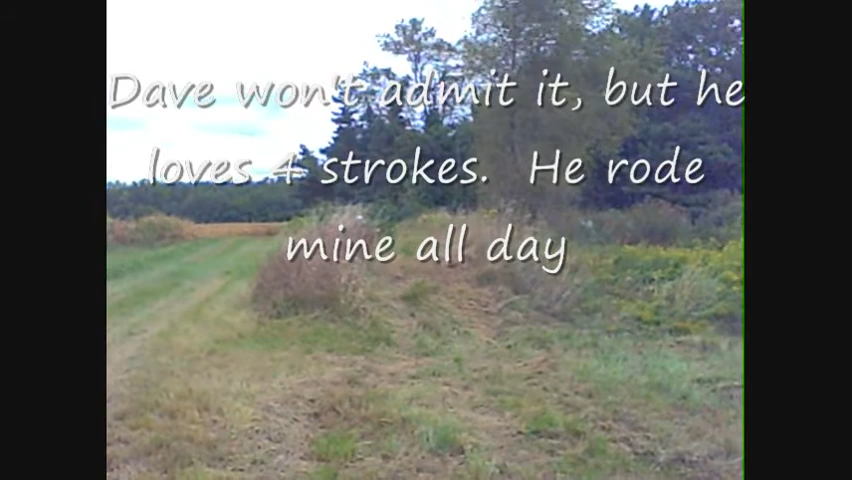 Dave won't admit it, but he
loves 4 strokes.  He rode
mine all day